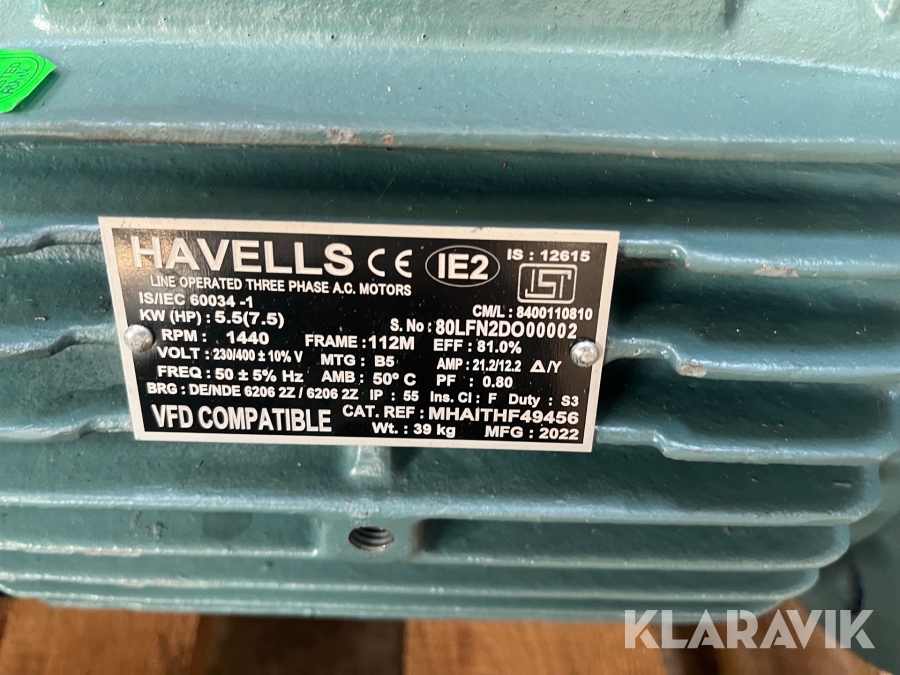 HAVELLS CE IE2 IS : 12615
LINE OPERATED THREE PHASE A.C. MOTORS
ISI
IS/IEC 60034 -1 CM/L : 8400110810
KW (HP) : 5.5(7.5) S. No : 80LFN2DO00002
RPM : 1440 FRAME : 112M EFF : 81.0%
VOLT : 230/400 ± 10% V MTG : B5 AMP : 21.2/12.2 Δ/Y
FREQ : 50 ± 5% Hz AMB : 50° C PF : 0.80
BRG : DE/NDE 6206 2Z / 6206 2Z IP : 55 Ins. Cl : F Duty : S3
VFD COMPATIBLE CAT. REF : MHAITHF49456
Wt. : 39 kg MFG : 2022
KLARAVIK